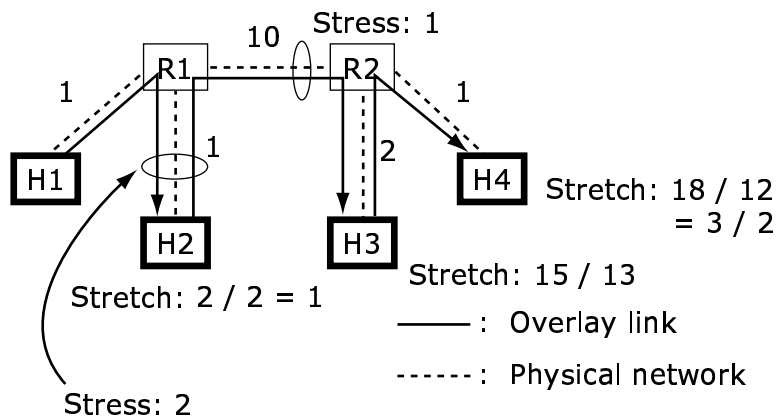 Stress: 1
10
R1
R2
1
1
1
2
H1
H4
Stretch: 18 / 12
= 3 / 2
H2
H3
Stretch: 15 / 13
Stretch: 2 / 2 = 1
: Overlay link
: Physical network
Stress: 2